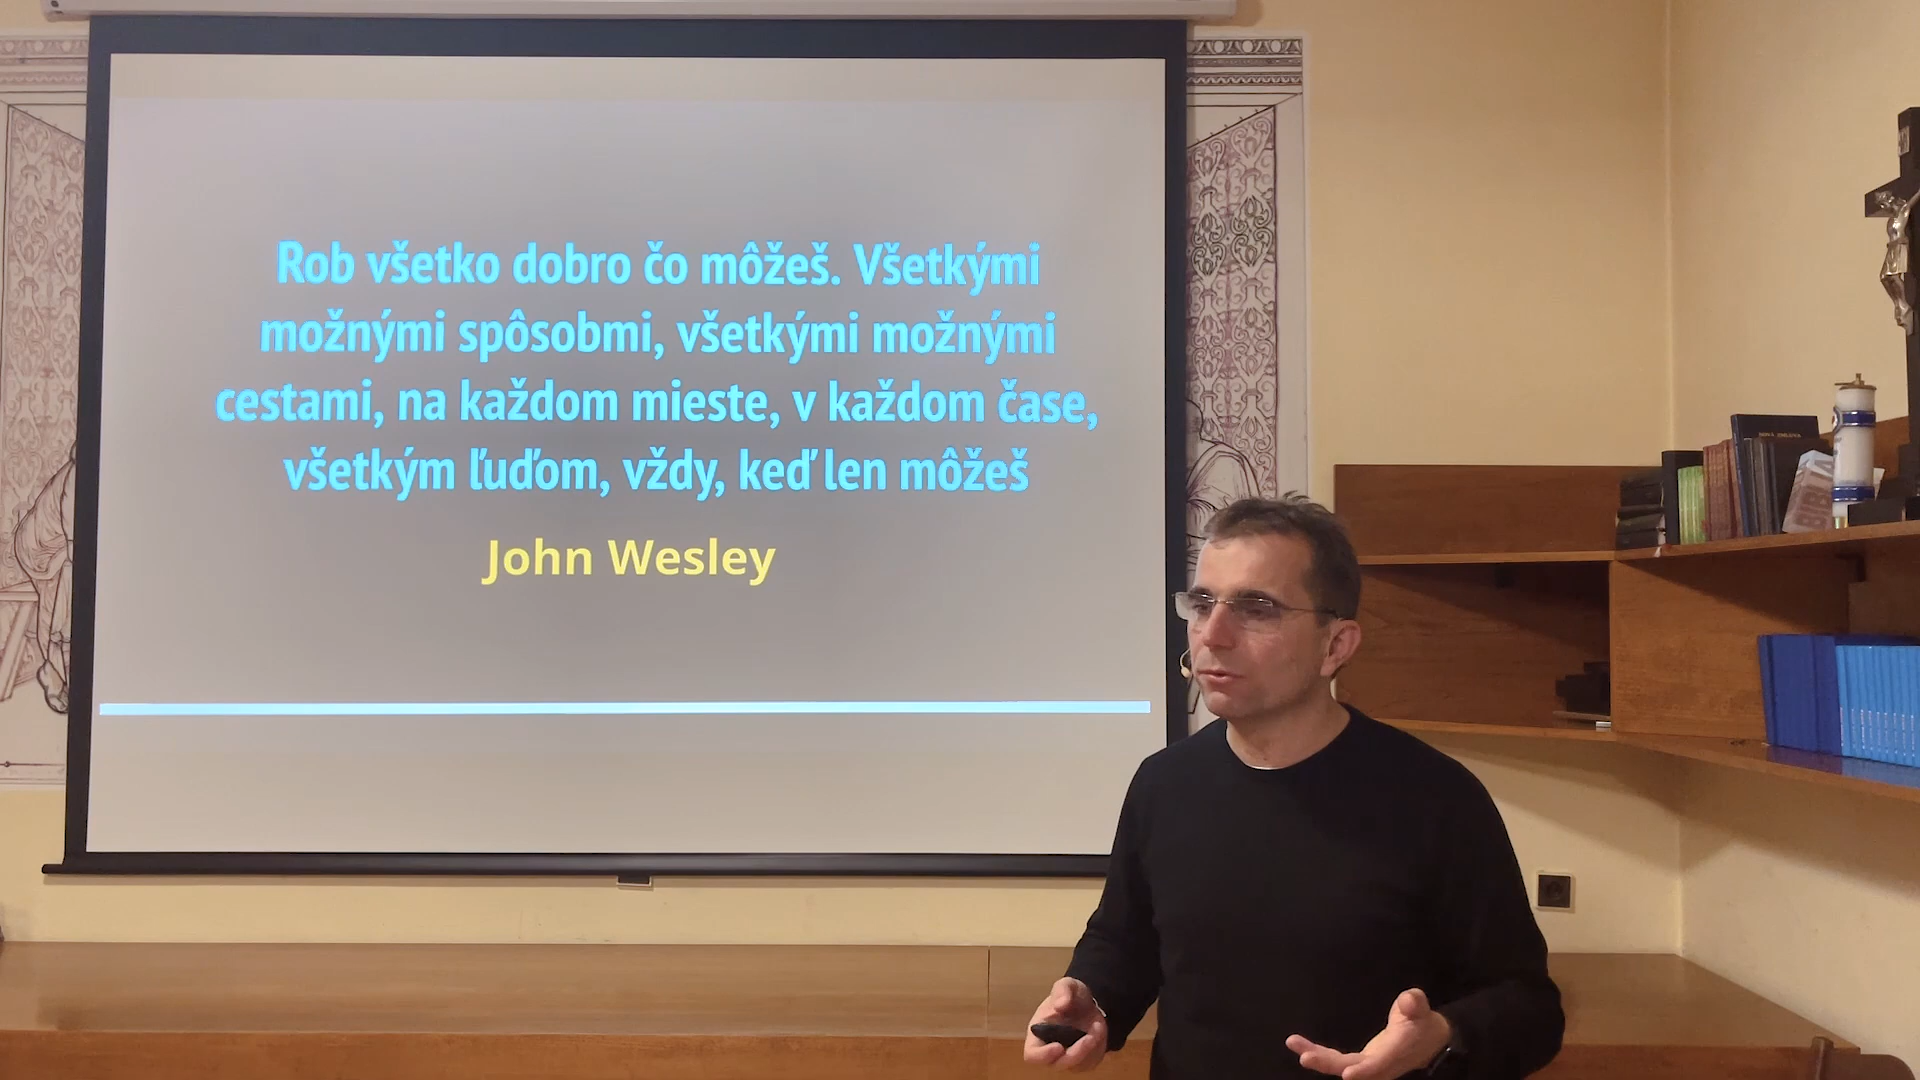 Rob všetko dobro čo môžeš. Všetkými
možnými spôsobmi, všetkými možnými
cestami, na každom mieste, v každom čase,
všetkým ľuďom, vždy, keď len môžeš
John Wesley
BIBLIA